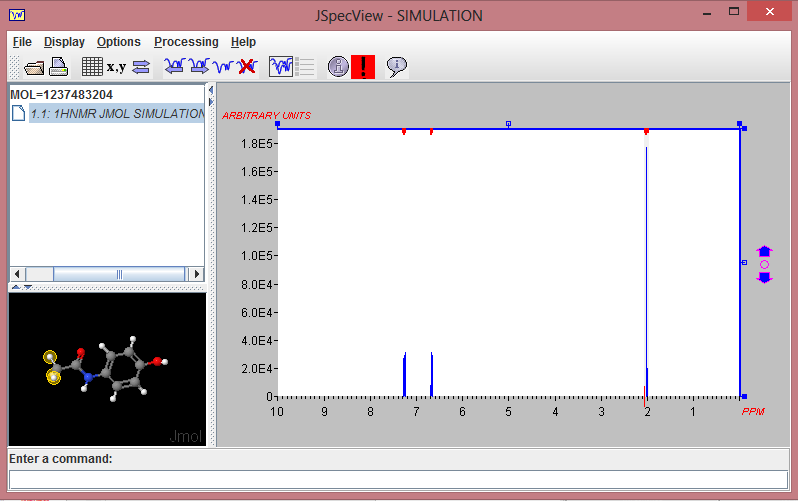 JSpecView - SIMULATION
File Display Options Processing Help
x,y
MOL=1237483204
1.1: 1HNMR JMOL SIMULATION
ARBITRARY UNITS
1.8E5
1.6E5
1.4E5
1.2E5
1.0E5
8.0E4
6.0E4
4.0E4
2.0E4
0
10 9 8 7 6 5 4 3 2 1 PPM
Jmol
Enter a command: